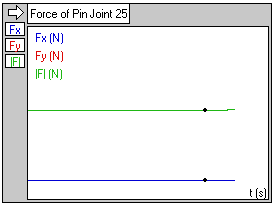 Force of Pin Joint 25
Fx
Fy
|F|
Fx (N)
Fy (N)
|F| (N)
t (s)